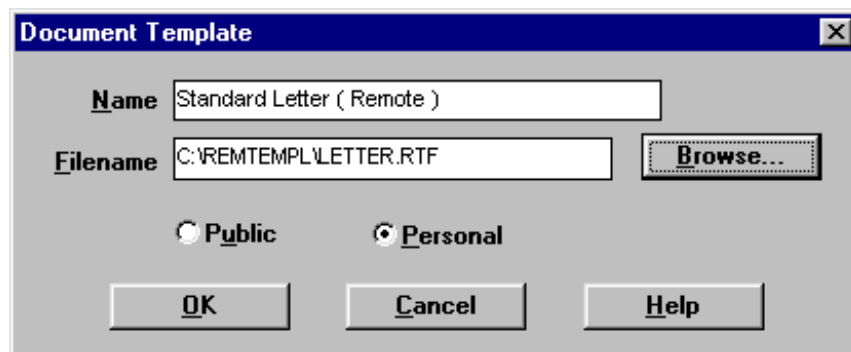 Document Template
Name Standard Letter ( Remote )
Filename C:\REMTEMPL\LETTER.RTF Browse...
Public Personal
OK Cancel Help